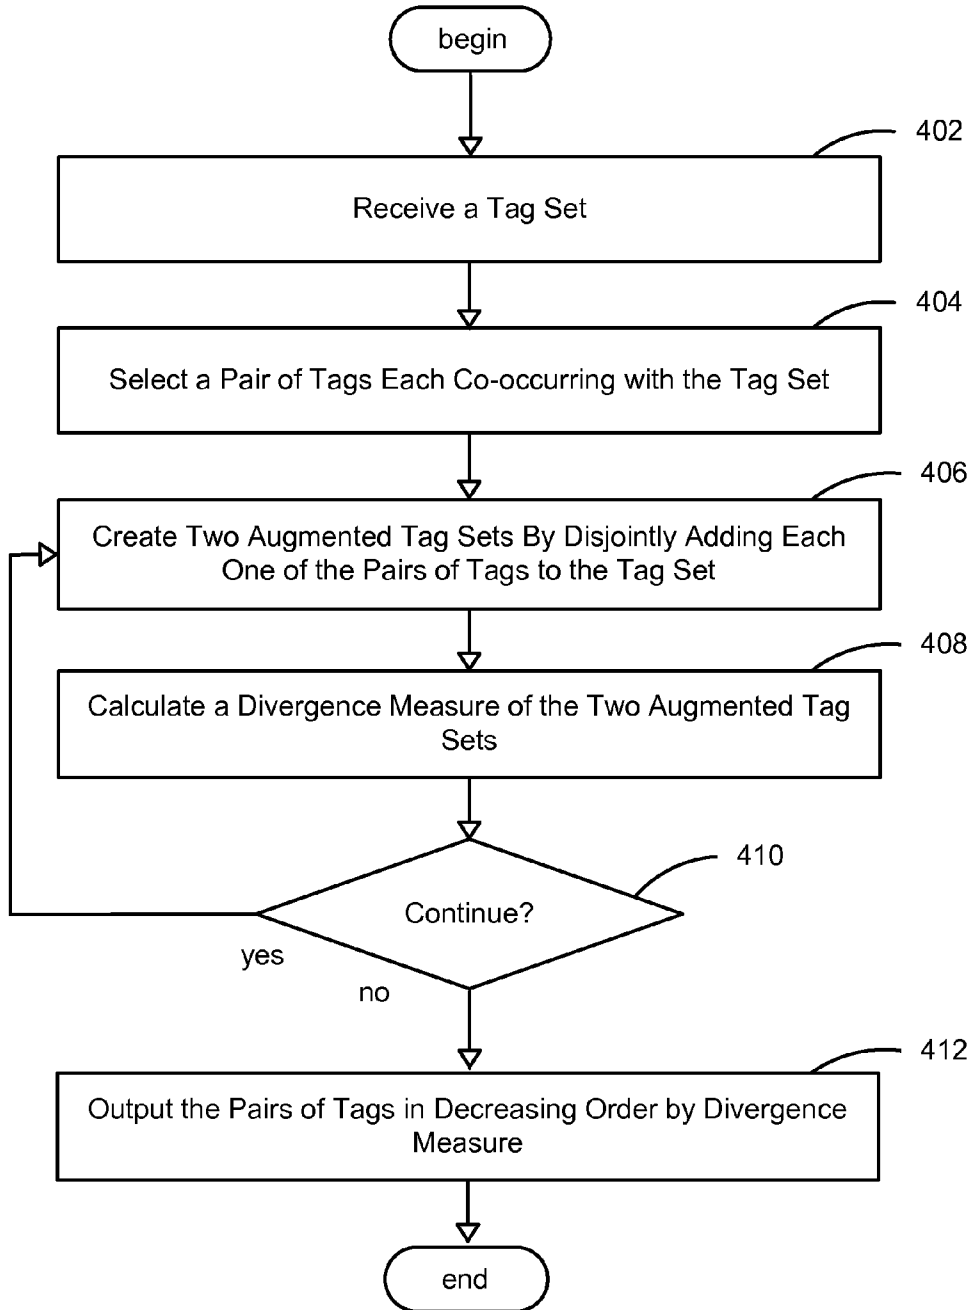 begin
402
Receive a Tag Set
404
Select a Pair of Tags Each Co-occurring with the Tag Set
406
Create Two Augmented Tag Sets By Disjointly Adding Each
One of the Pairs of Tags to the Tag Set
408
Calculate a Divergence Measure of the Two Augmented Tag
Sets
410
Continue?
yes
no
412
Output the Pairs of Tags in Decreasing Order by Divergence
Measure
end